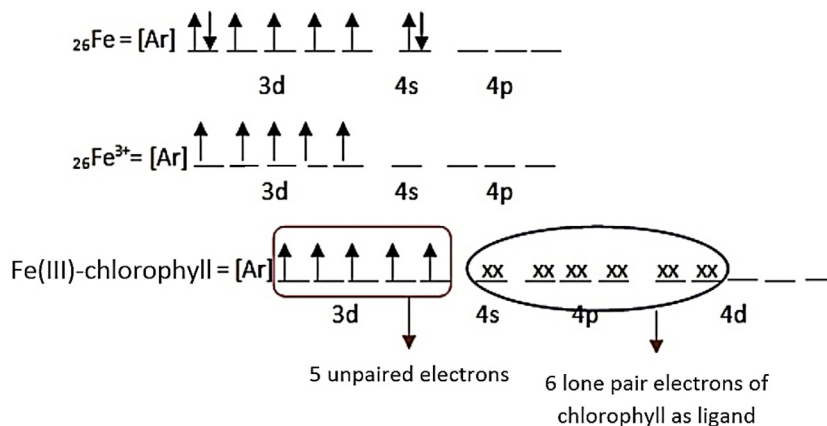 ₂₆Fe = [Ar]
3d 4s 4p
₂₆Fe³⁺= [Ar]
3d 4s 4p
Fe(III)-chlorophyll = [Ar] xx xx xx xx xx xx
3d 4s 4p 4d
5 unpaired electrons
6 lone pair electrons of
chlorophyll as ligand